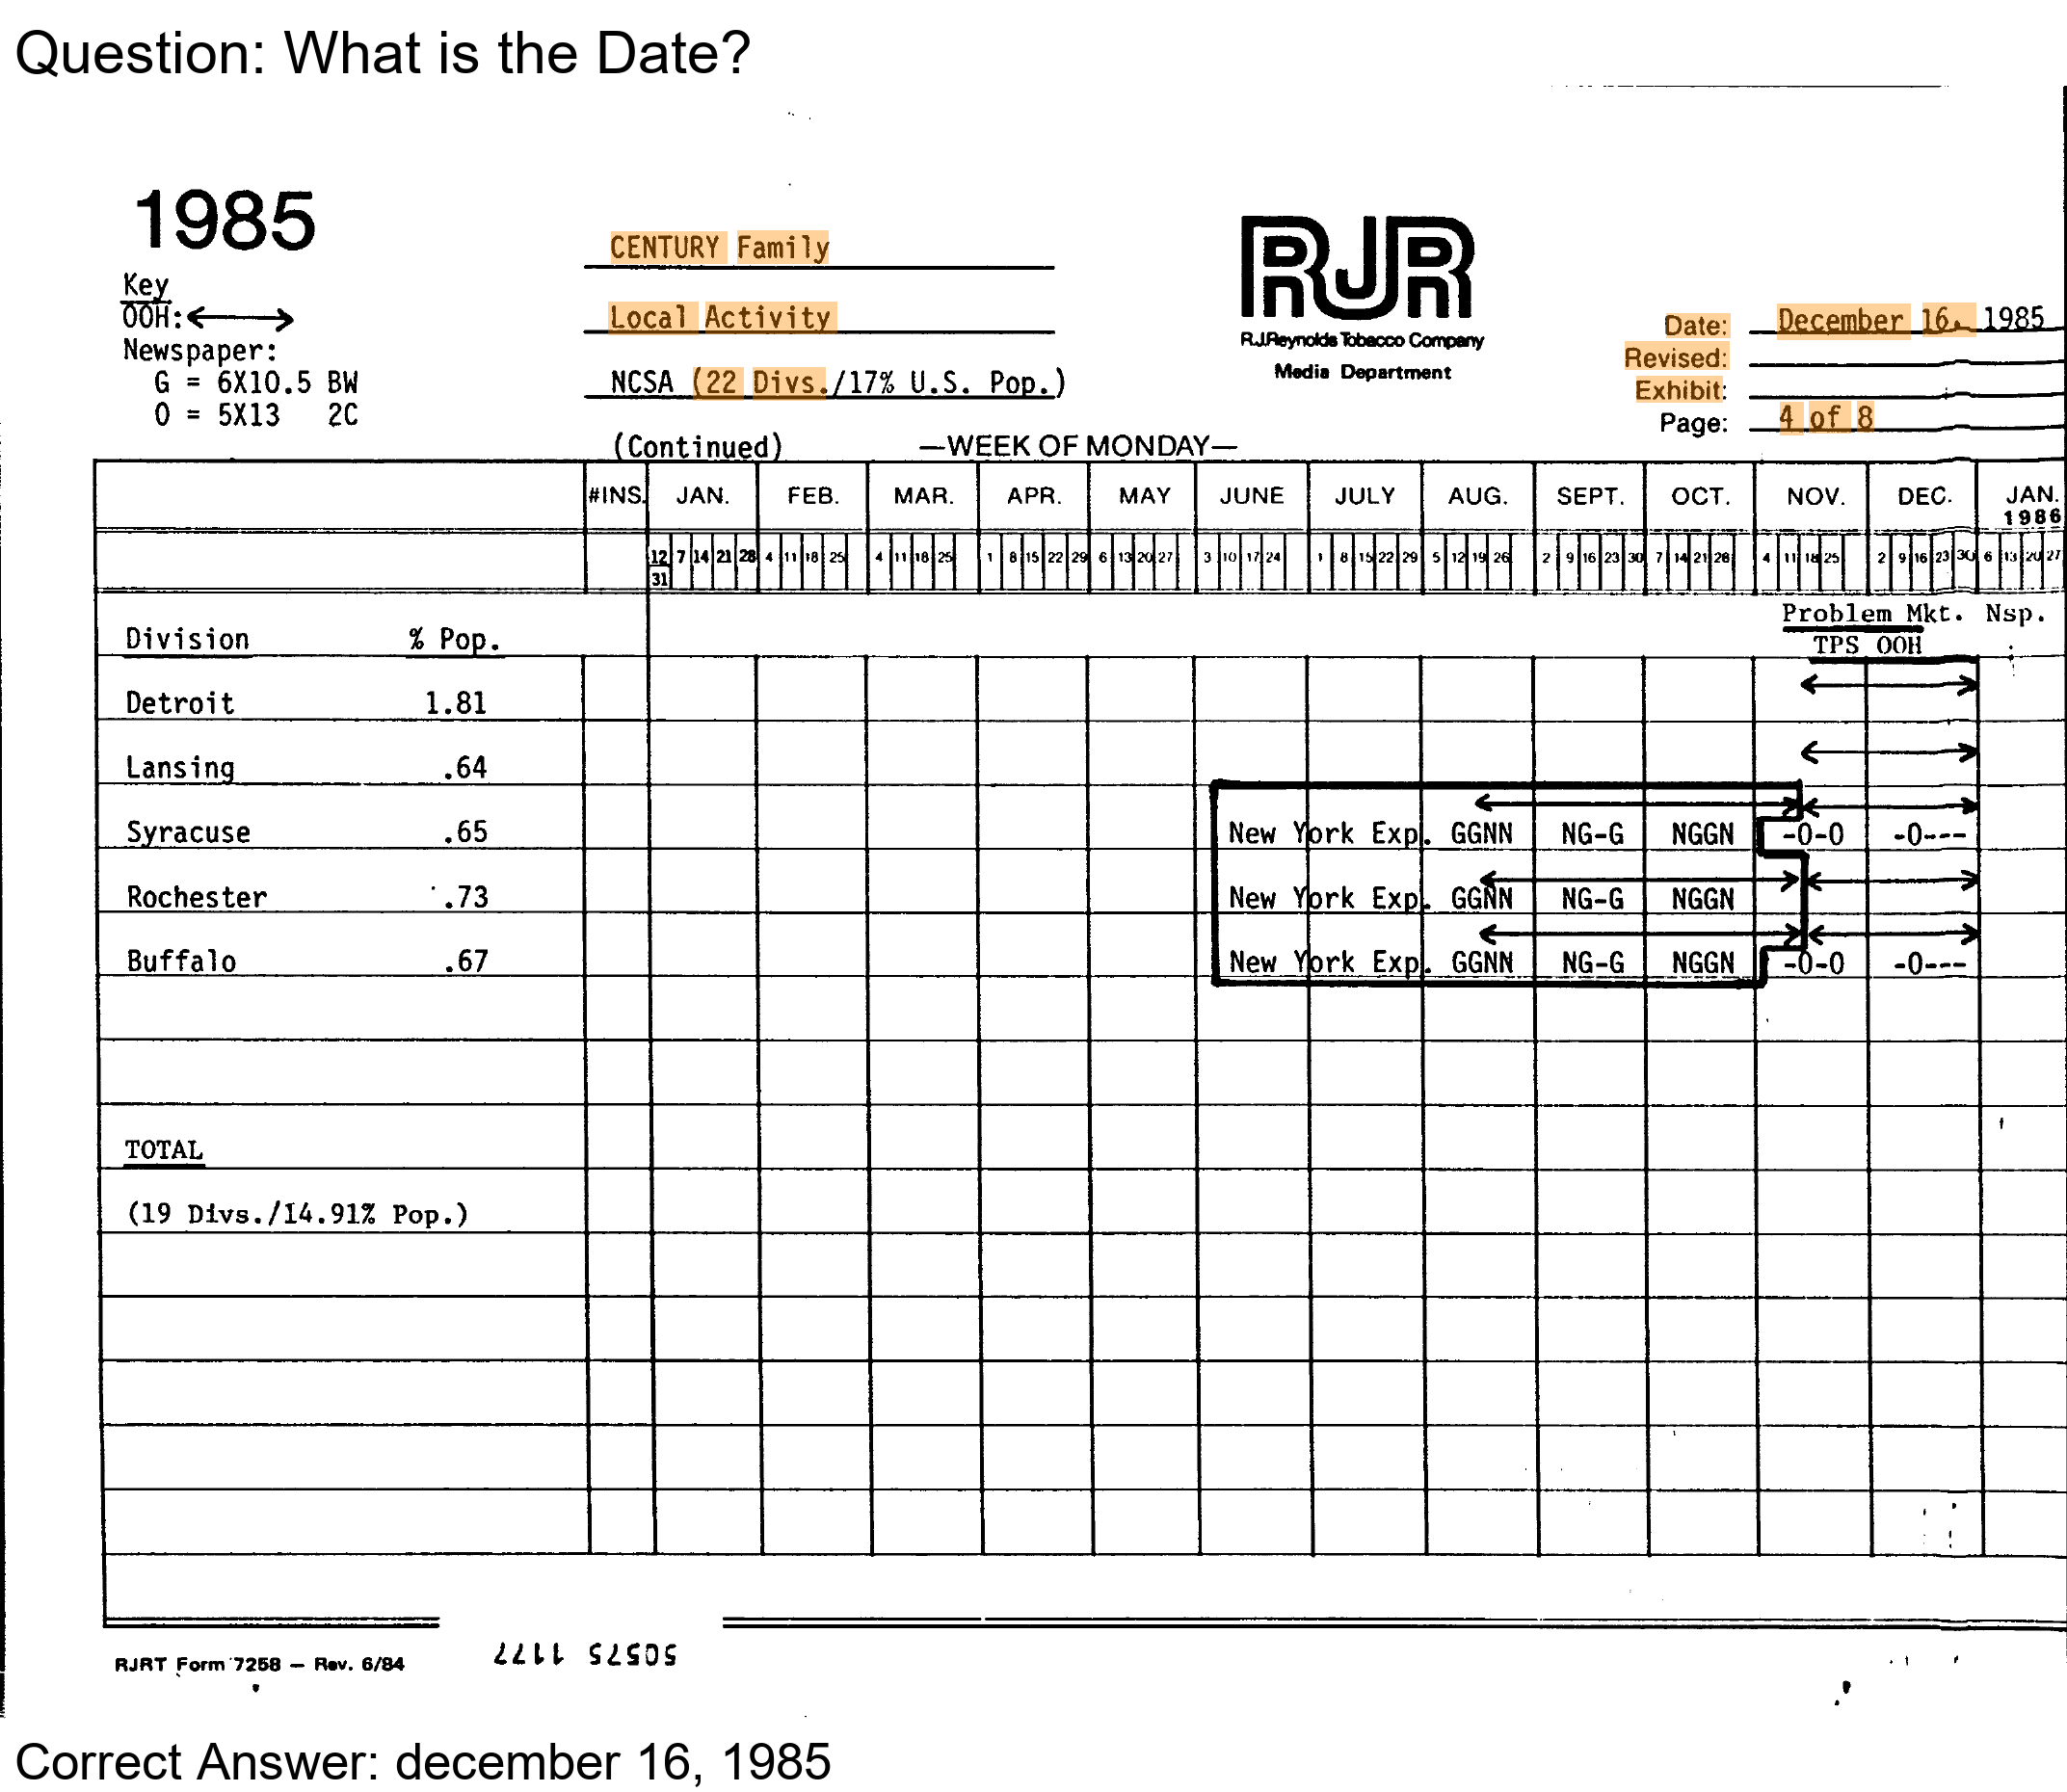 Question: What is the Date?
1985
Key
OOH:
Newspaper:
G = 6X10.5 BW
O = 5X13 2C
CENTURY Family
Local Activity
NCSA (22 Divs./17% U.S. Pop.)
(Continued)
RJR
R.J.Reynolds Tobacco Company
Media Department
Date: December 16, 1985
Revised:
Exhibit:
Page: 4 of 8
—WEEK OF MONDAY—
#INS. JAN. FEB. MAR. APR. MAY JUNE JULY AUG. SEPT. OCT. NOV. DEC. JAN. 1986
12/31 7 14 21 28 4 11 18 25 4 11 18 25 1 8 15 22 29 6 13 20 27 3 10 17 24 1 8 15 22 29 5 12 19 26 2 9 16 23 30 7 14 21 28 4 11 18 25 2 9 16 23 30 6 13 20 27
Problem Mkt. Nsp.
TPS OOH
Division % Pop.
Detroit 1.81
Lansing .64
Syracuse .65 New York Exp. GGNN NG-G NGGN -O-O -O---
Rochester .73 New York Exp. GGNN NG-G NGGN
Buffalo .67 New York Exp. GGNN NG-G NGGN -O-O -O---
TOTAL
(19 Divs./14.91% Pop.)
RJRT Form 7258 — Rev. 6/84
50575 1177
Correct Answer: december 16, 1985